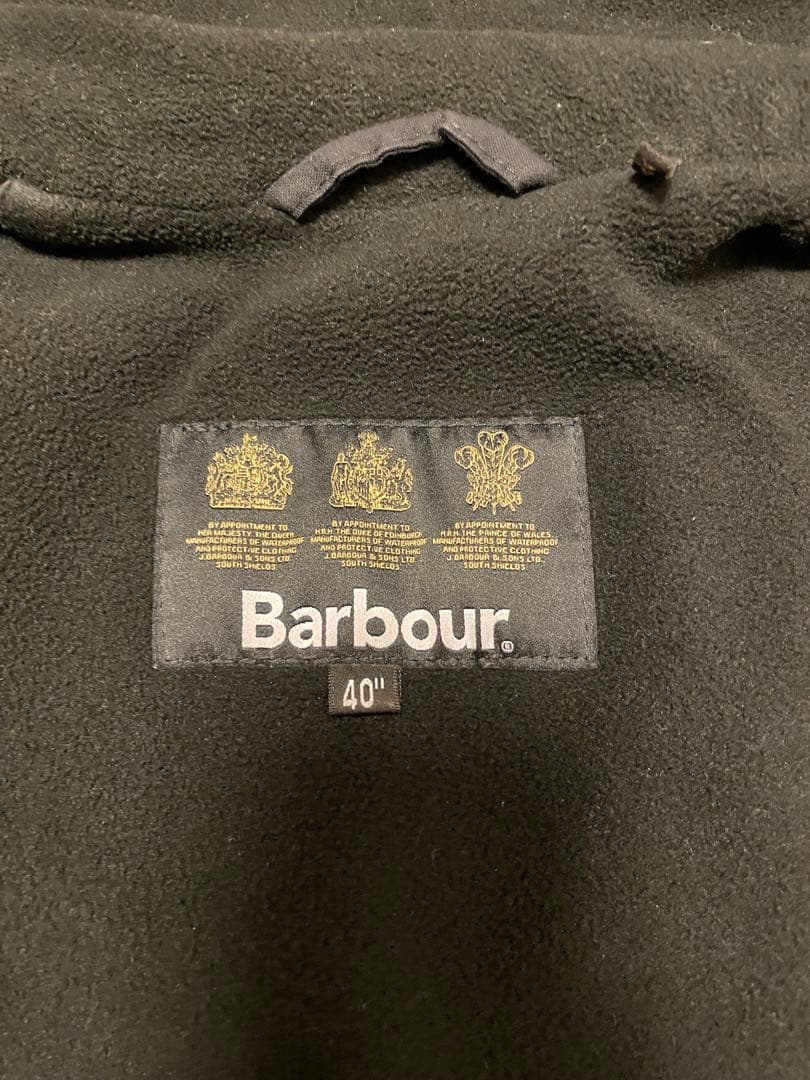 BY APPOINTMENT TO
HER MAJESTY THE QUEEN
MANUFACTURERS OF WATERPROOF
AND PROTECTIVE CLOTHING
J.BARBOUR & SONS LTD.
SOUTH SHIELDS
BY APPOINTMENT TO
H.R.H. THE DUKE OF EDINBURGH
MANUFACTURERS OF WATERPROOF
AND PROTECTIVE CLOTHING
J.BARBOUR & SONS LTD.
SOUTH SHIELDS
BY APPOINTMENT TO
H.R.H. THE PRINCE OF WALES
MANUFACTURERS OF WATERPROOF
AND PROTECTIVE CLOTHING
J.BARBOUR & SONS LTD.,
SOUTH SHIELDS.
Barbour®
40"